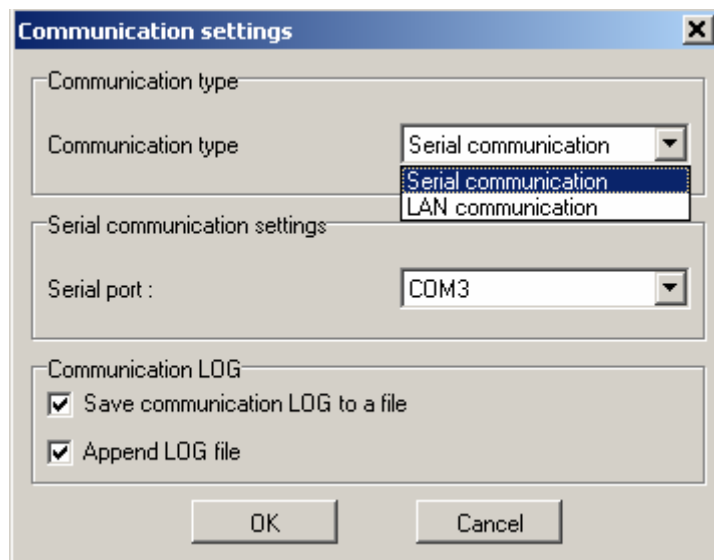 Communication settings
Communication type
Communication type Serial communication
Serial communication
LAN communication
Serial communication settings
Serial port : COM3
Communication LOG
Save communication LOG to a file
Append LOG file
OK Cancel